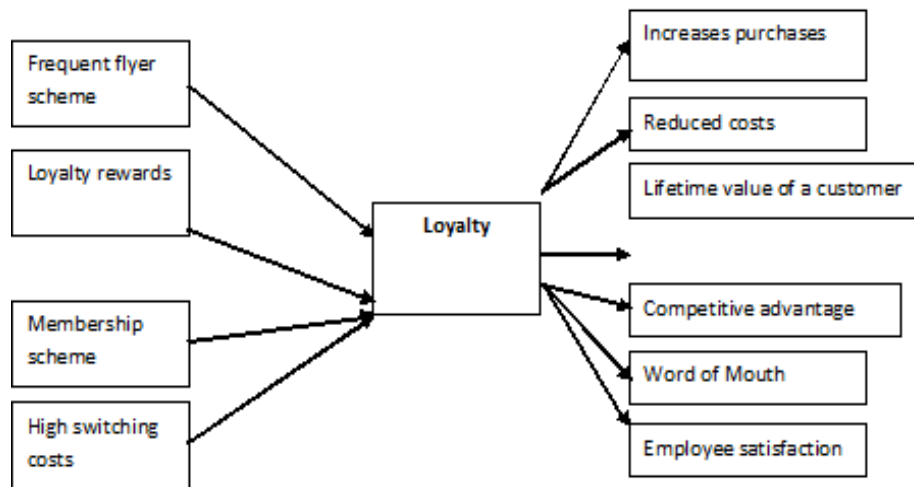 Frequent flyer
scheme
Loyalty rewards
Membership
scheme
High switching
costs
Loyalty
Increases purchases
Reduced costs
Lifetime value of a customer
Competitive advantage
Word of Mouth
Employee satisfaction